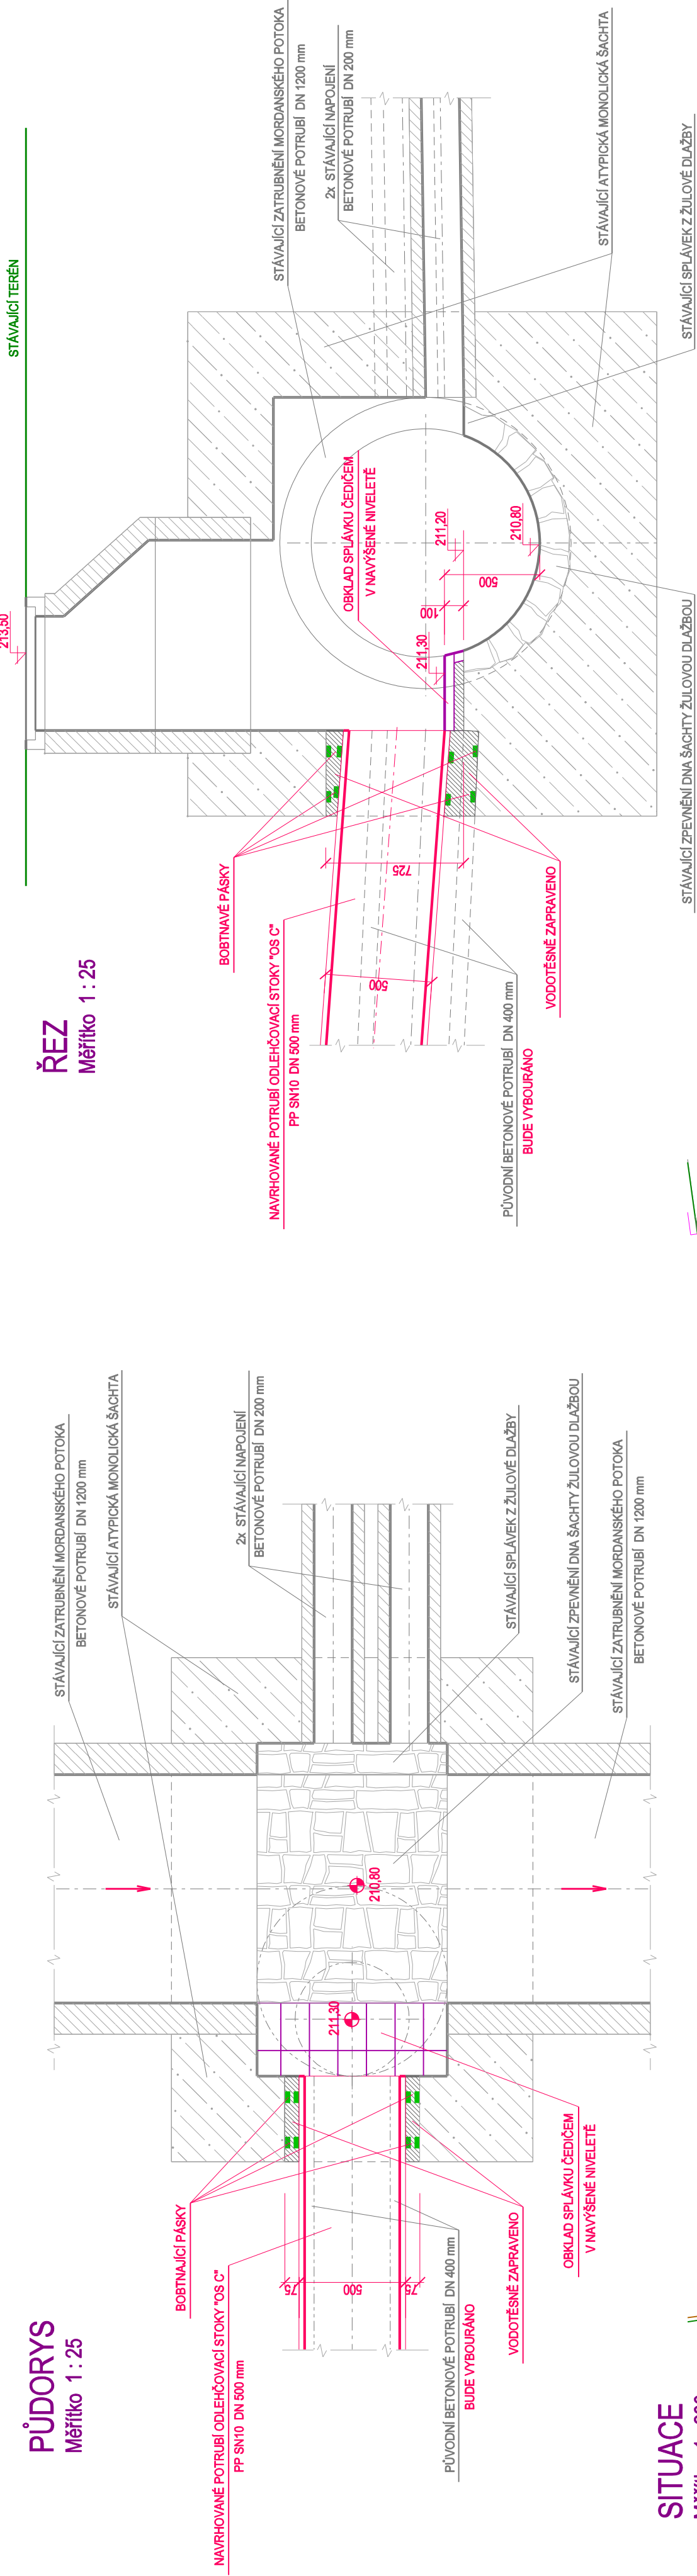 PŮDORYS
Měřítko 1 : 25
STÁVAJÍCÍ ZATRUBNĚNÍ MORDANSKÉHO POTOKA
BETONOVÉ POTRUBÍ DN 1200 mm
STÁVAJÍCÍ ATYPICKÁ MONOLICKÁ ŠACHTA
2x STÁVAJÍCÍ NAPOJENÍ
BETONOVÉ POTRUBÍ DN 200 mm
BOBTNAJÍCÍ PÁSKY
NAVRHOVANÉ POTRUBÍ ODLEHČOVACÍ STOKY "OS C"
PP SN10 DN 500 mm
75
500
75
211,30
210,80
PŮVODNÍ BETONOVÉ POTRUBÍ DN 400 mm
BUDE VYBOURÁNO
VODOTĚSNĚ ZAPRAVENO
OBKLAD SPLÁVKU ČEDIČEM
V NAVÝŠENÉ NIVELETĚ
STÁVAJÍCÍ SPLÁVEK Z ŽULOVÉ DLAŽBY
STÁVAJÍCÍ ZPEVNĚNÍ DNA ŠACHTY ŽULOVOU DLAŽBOU
STÁVAJÍCÍ ZATRUBNĚNÍ MORDANSKÉHO POTOKA
BETONOVÉ POTRUBÍ DN 1200 mm
SITUACE
ŘEZ
Měřítko 1 : 25
213,50
STÁVAJÍCÍ TERÉN
STÁVAJÍCÍ ZATRUBNĚNÍ MORDANSKÉHO POTOKA
BETONOVÉ POTRUBÍ DN 1200 mm
2x STÁVAJÍCÍ NAPOJENÍ
BETONOVÉ POTRUBÍ DN 200 mm
BOBTNAVÉ PÁSKY
NAVRHOVANÉ POTRUBÍ ODLEHČOVACÍ STOKY "OS C"
PP SN10 DN 500 mm
OBKLAD SPLÁVKU ČEDIČEM
V NAVÝŠENÉ NIVELETĚ
500
725
211,30
100
211,20
500
210,80
PŮVODNÍ BETONOVÉ POTRUBÍ DN 400 mm
BUDE VYBOURÁNO
VODOTĚSNĚ ZAPRAVENO
STÁVAJÍCÍ ATYPICKÁ MONOLICKÁ ŠACHTA
STÁVAJÍCÍ SPLÁVEK Z ŽULOVÉ DLAŽBY
STÁVAJÍCÍ ZPEVNĚNÍ DNA ŠACHTY ŽULOVOU DLAŽBOU